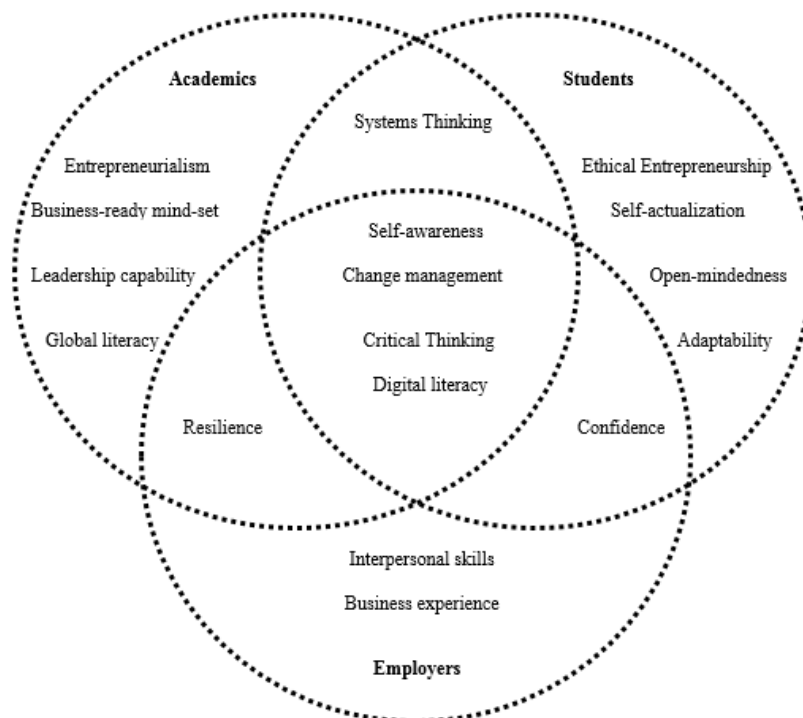 Academics
Students
Systems Thinking
Entrepreneurialism
Ethical Entrepreneurship
Business-ready mind-set
Self-actualization
Self-awareness
Leadership capability
Change management
Open-mindedness
Global literacy
Critical Thinking
Adaptability
Digital literacy
Resilience
Confidence
Interpersonal skills
Business experience
Employers